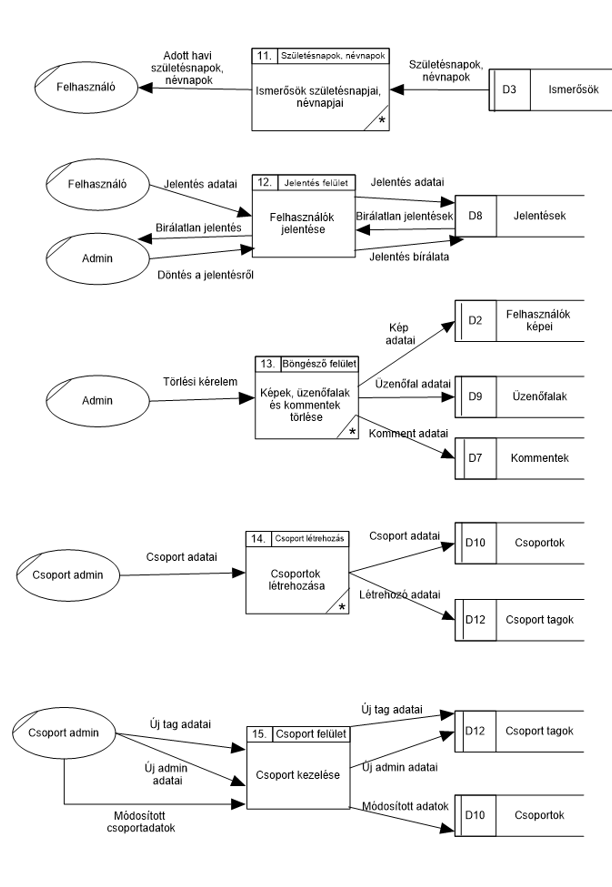 11. Születésnapok, névnapok
Adott havi
születésnapok,
névnapok
Születésnapok,
névnapok
Felhasználó
Ismerősök születésnapjai,
névnapjai
*
D3 Ismerősök
Felhasználó
Jelentés adatai
12. Jelentés felület
Jelentés adatai
Felhasználók
jelentése
Birálatlan jelentés
Birálatlan jelentések
D8 Jelentések
Admin
Döntés a jelentésről
Jelentés bírálata
D2 Felhasználók
képei
Kép
adatai
13. Böngésző felület
Admin
Törlési kérelem
Képek, üzenőfalak
és kommentek
törlése
*
Üzenőfal adatai
D9 Üzenőfalak
Komment adatai
D7 Kommentek
14. Csoport létrehozás
Csoport admin
Csoport adatai
Csoportok
létrehozása
*
Csoport adatai
D10 Csoportok
Létrehozó adatai
D12 Csoport tagok
Csoport admin
Új tag adatai
15. Csoport felület
Új tag adatai
D12 Csoport tagok
Új admin
adatai
Csoport kezelése
Új admin adatai
Módosított
csoportadatok
Módosított adatok
D10 Csoportok